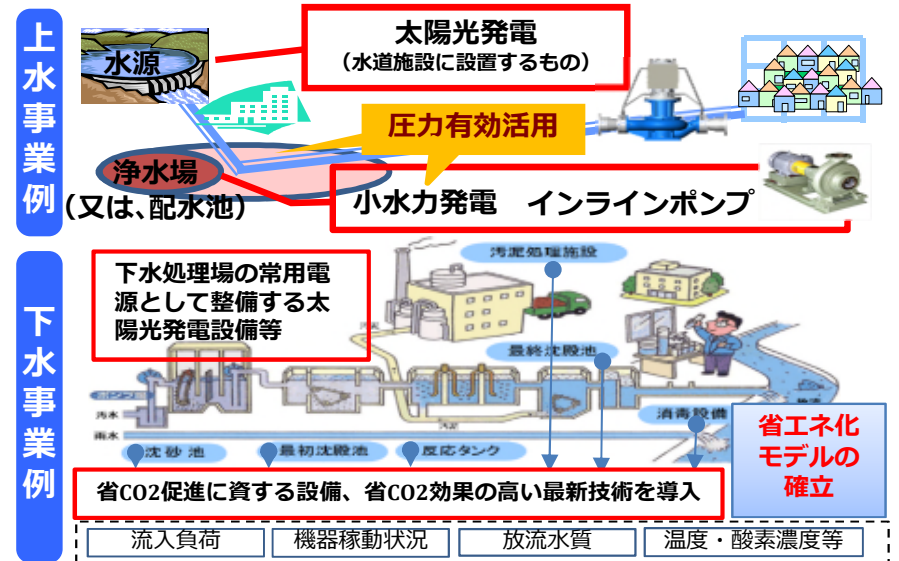 上水事業例
水源
太陽光発電
（水道施設に設置するもの）
圧力有効活用
浄水場
(又は、配水池)
小水力発電 インラインポンプ
下水事業例
下水処理場の常用電
源として整備する太
陽光発電設備等
汚泥処理施設
最終沈殿池
消毒設備
汚水
雨水
沈砂池
最初沈殿池
反応タンク
省エネ化
モデルの
確立
省CO2促進に資する設備、省CO2効果の高い最新技術を導入
流入負荷
機器稼動状況
放流水質
温度・酸素濃度等